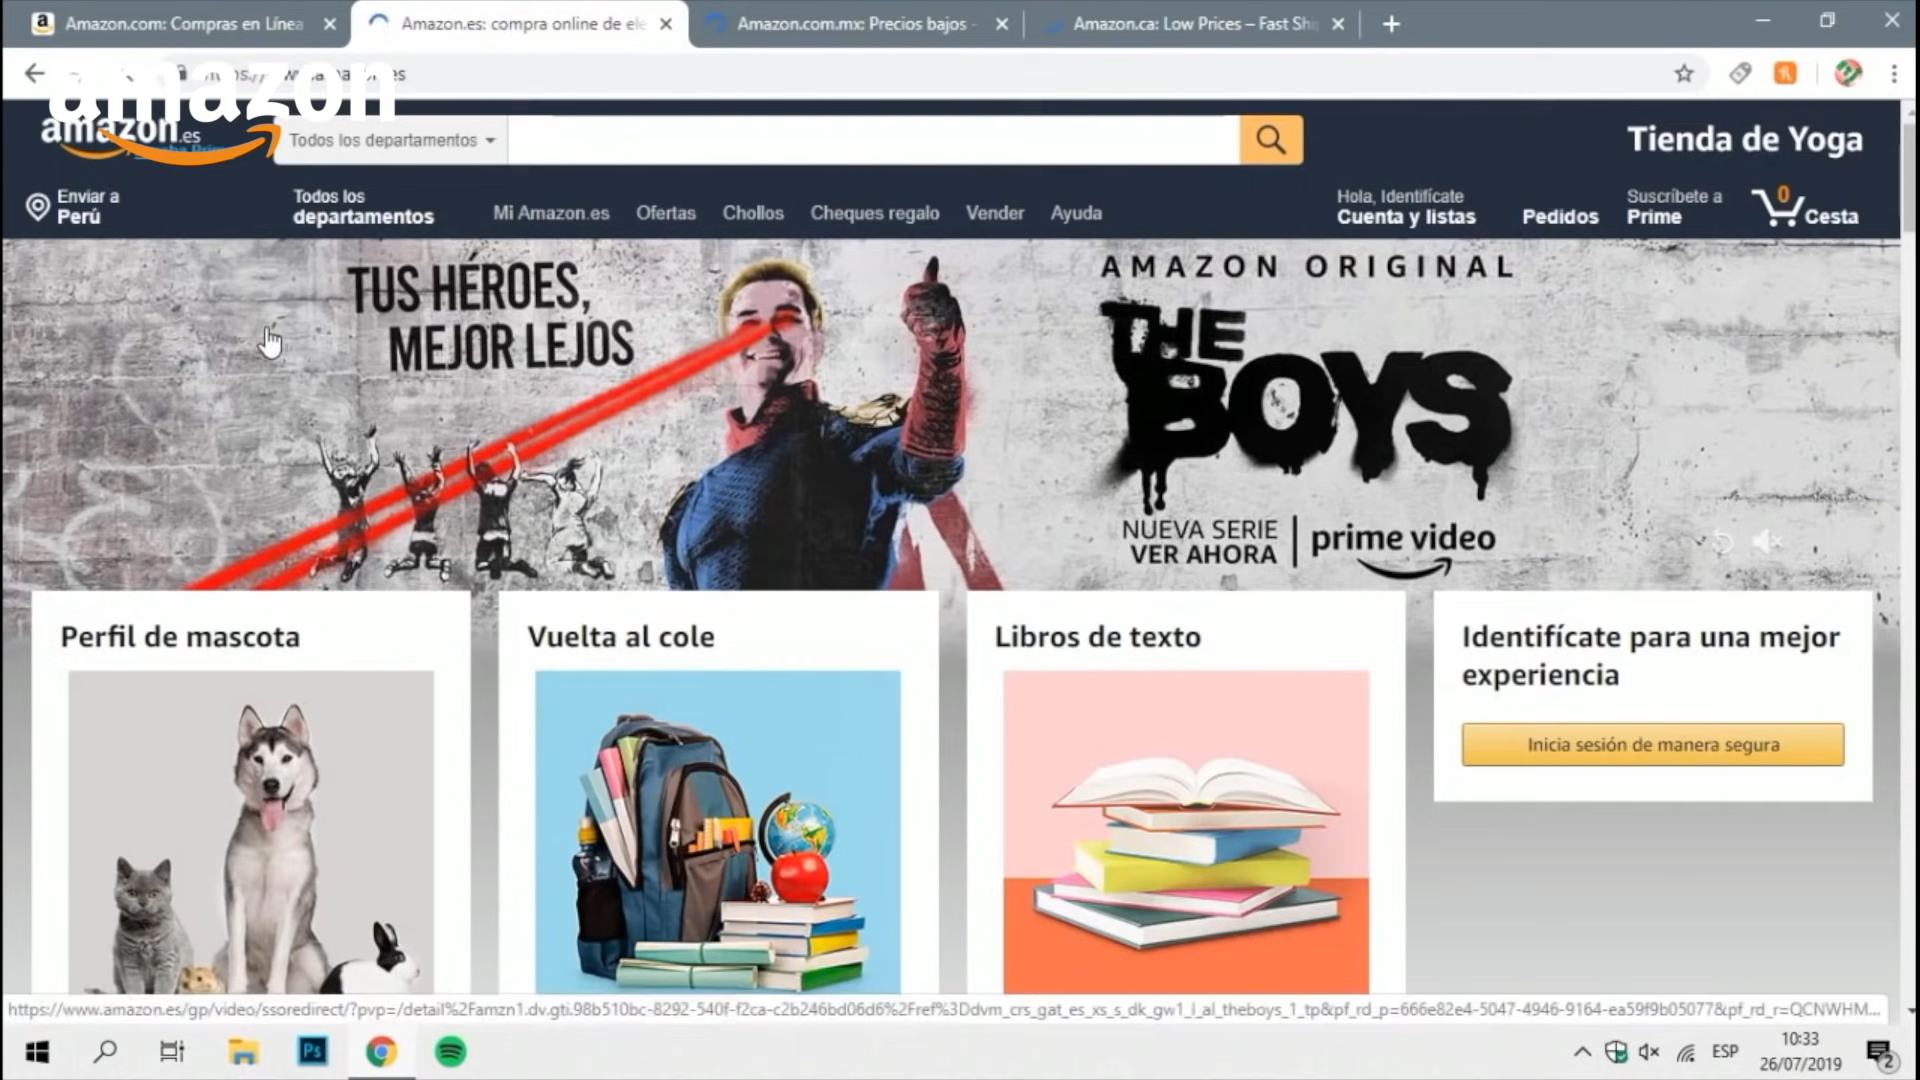 Amazon.com: Compras en Línea
Amazon.es: compra online de ele
Amazon.com.mx: Precios bajos -
Amazon.ca: Low Prices – Fast Shi
amazon
amazon.es
Todos los departamentos
Tienda de Yoga
Enviar a
Perú
Todos los
departamentos
Mi Amazon.es
Ofertas
Chollos
Cheques regalo
Vender
Ayuda
Hola, Identifícate
Cuenta y listas
Pedidos
Suscríbete a
Prime
0
Cesta
TUS HÉROES,
MEJOR LEJOS
AMAZON ORIGINAL
THE
BOYS
NUEVA SERIE
VER AHORA
prime video
Perfil de mascota
Vuelta al cole
Libros de texto
Identifícate para una mejor
experiencia
Inicia sesión de manera segura
https://www.amazon.es/gp/video/ssoredirect/?pvp=/detail%2Famzn1.dv.gti.98b510bc-8292-540f-f2ca-c2b246bd06d6%2Fref%3Ddvm_crs_gat_es_xs_s_dk_gw1_l_al_theboys_1_tp&pf_rd_p=666e82e4-5047-4946-9164-ea59f9b05077&pf_rd_r=QCNWHM...
Ps
ESP
10:33
26/07/2019
2